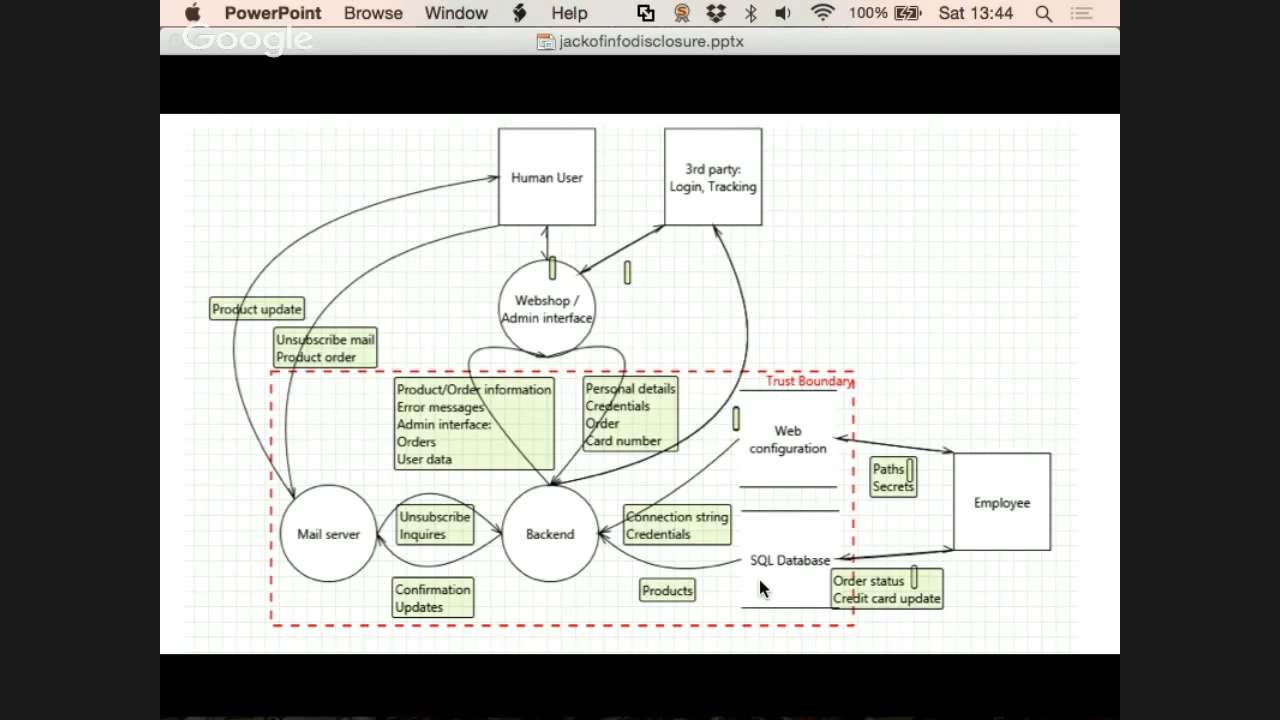 PowerPoint Browse Window Help 100% Sat 13:44
Google
jackofinfodisclosure.pptx
Human User
3rd party:
Login, Tracking
Webshop /
Admin interface
Product update
Unsubscribe mail
Product order
Trust Boundary
Product/Order information
Error messages
Admin interface:
Orders
User data
Personal details
Credentials
Order
Card number
Web
configuration
Paths
Secrets
Employee
Mail server
Unsubscribe
Inquires
Backend
Connection string
Credentials
SQL Database
Confirmation
Updates
Products
Order status
Credit card update